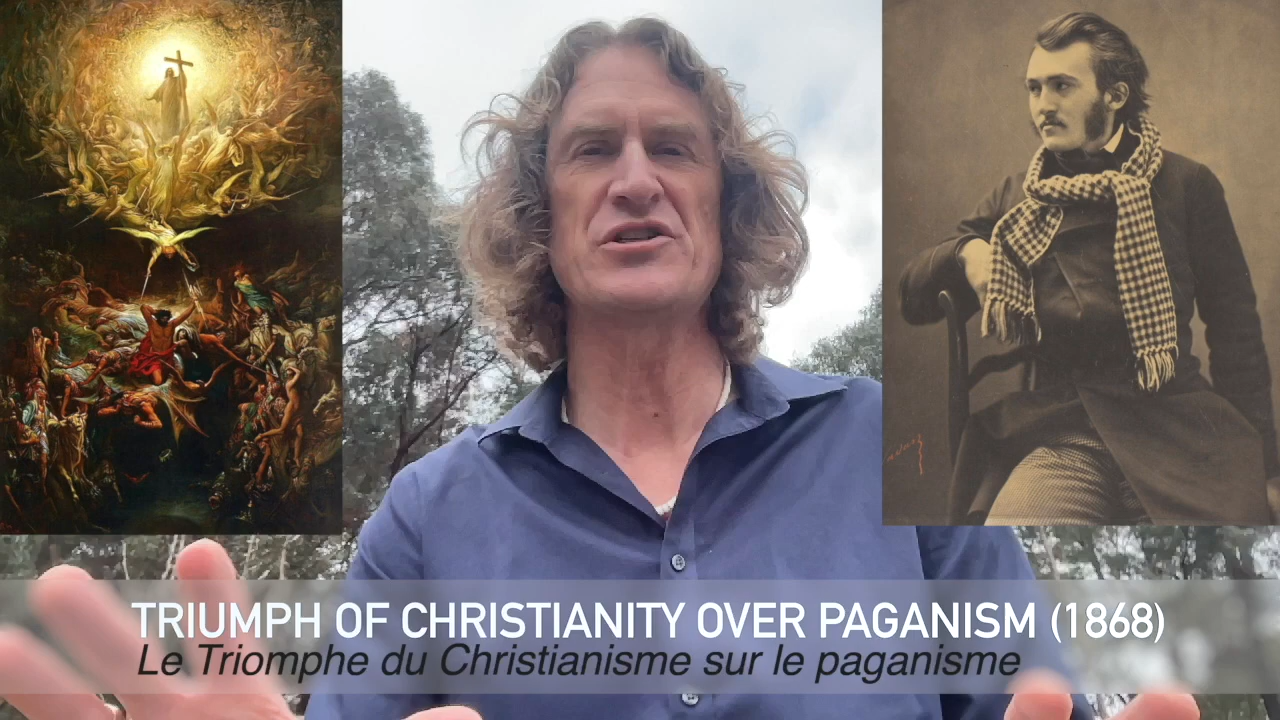 TRIUMPH OF CHRISTIANITY OVER PAGANISM (1868)
Le Triomphe du Christianisme sur le paganisme